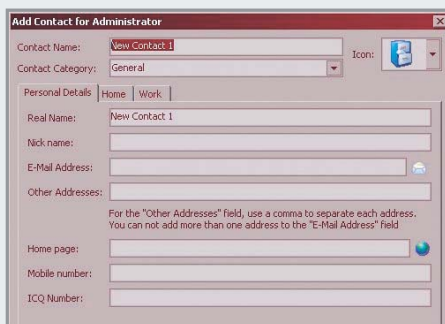 Add Contact for Administrator
Contact Name: New Contact 1 Icon:
Contact Category: General
Personal Details Home Work
Real Name: New Contact 1
Nick name:
E-Mail Address:
Other Addresses:
For the "Other Addresses" field, use a comma to separate each address.
You can not add more than one address to the "E-Mail Address" field
Home page:
Mobile number:
ICQ Number: